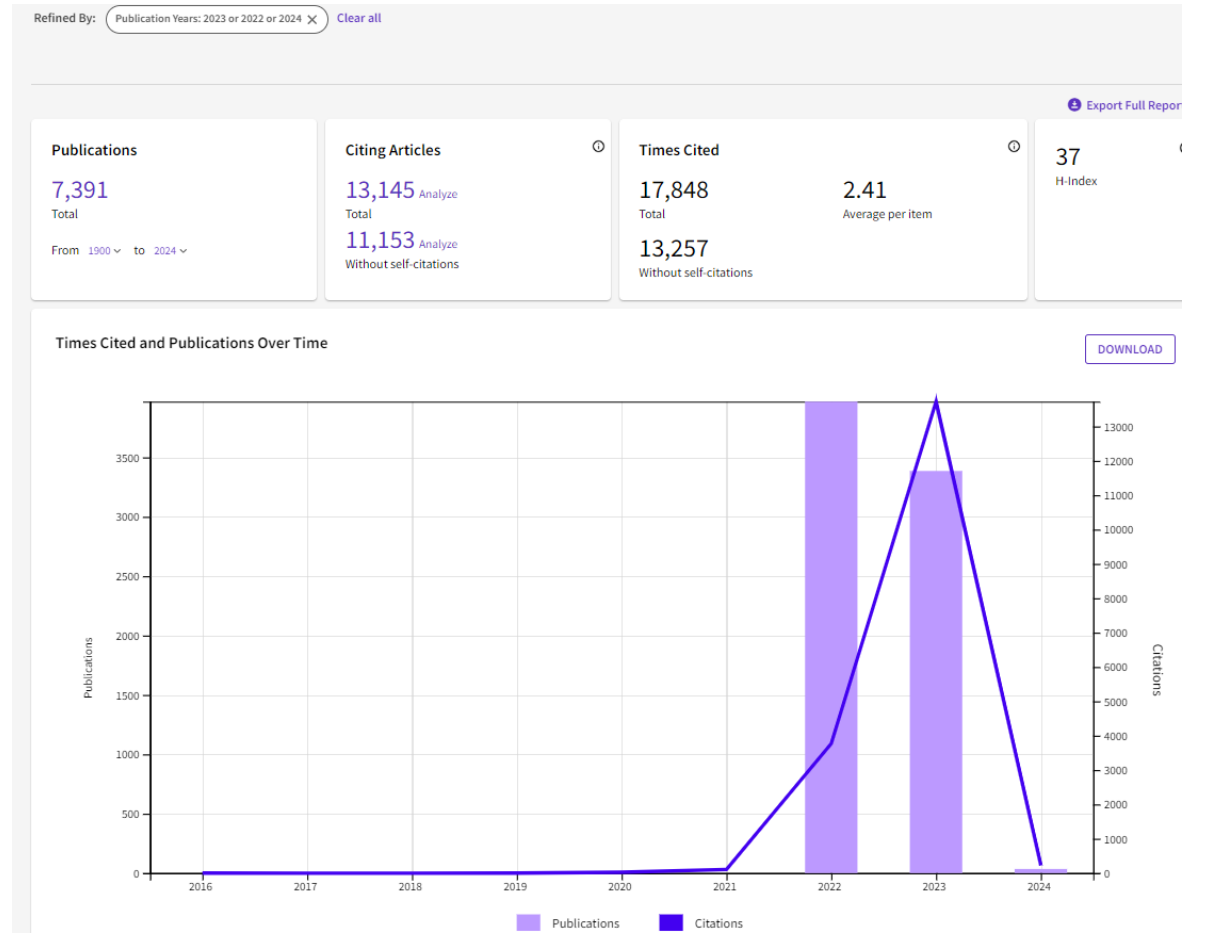 Refined By: Publication Years: 2023 or 2022 or 2024 Clear all
Export Full Repor
Publications
7,391
Total
From 1900 to 2024
Citing Articles
13,145 Analyze
Total
11,153 Analyze
Without self-citations
Times Cited
17,848
Total
2.41
Average per item
13,257
Without self-citations
37
H-Index
Times Cited and Publications Over Time
DOWNLOAD
Publications
3500
3000
2500
2000
1500
1000
500
0
13000
12000
11000
10000
9000
8000
7000
6000
5000
4000
3000
2000
1000
0
Citations
2016 2017 2018 2019 2020 2021 2022 2023 2024
Publications Citations